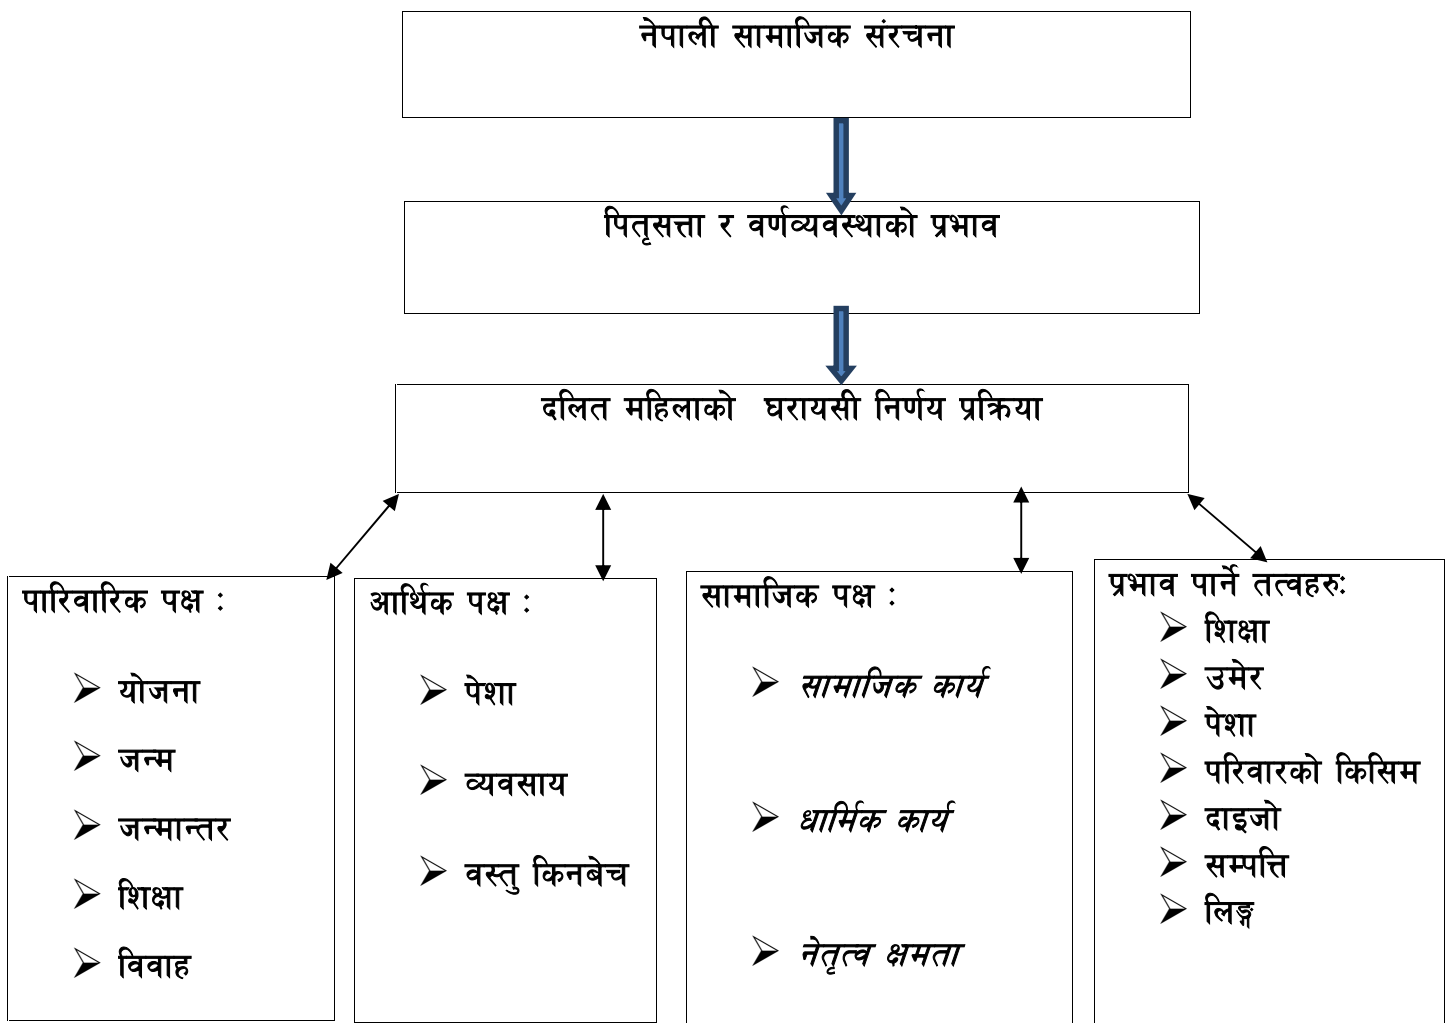 नेपाली सामाजिक संरचना
पितृसत्ता र वर्णव्यवस्थाको प्रभाव
दलित महिलाको घरायसी निर्णय प्रक्रिया
पारिवारिक पक्ष :
योजना
जन्म
जन्मान्तर
शिक्षा
विवाह
आर्थिक पक्ष :
पेशा
व्यवसाय
वस्तु किनबेच
सामाजिक पक्ष :
सामाजिक कार्य
धार्मिक कार्य
नेतृत्व क्षमता
प्रभाव पार्ने तत्वहरुः
शिक्षा
उमेर
पेशा
परिवारको किसिम
दाइजो
सम्पत्ति
लिङ्ग